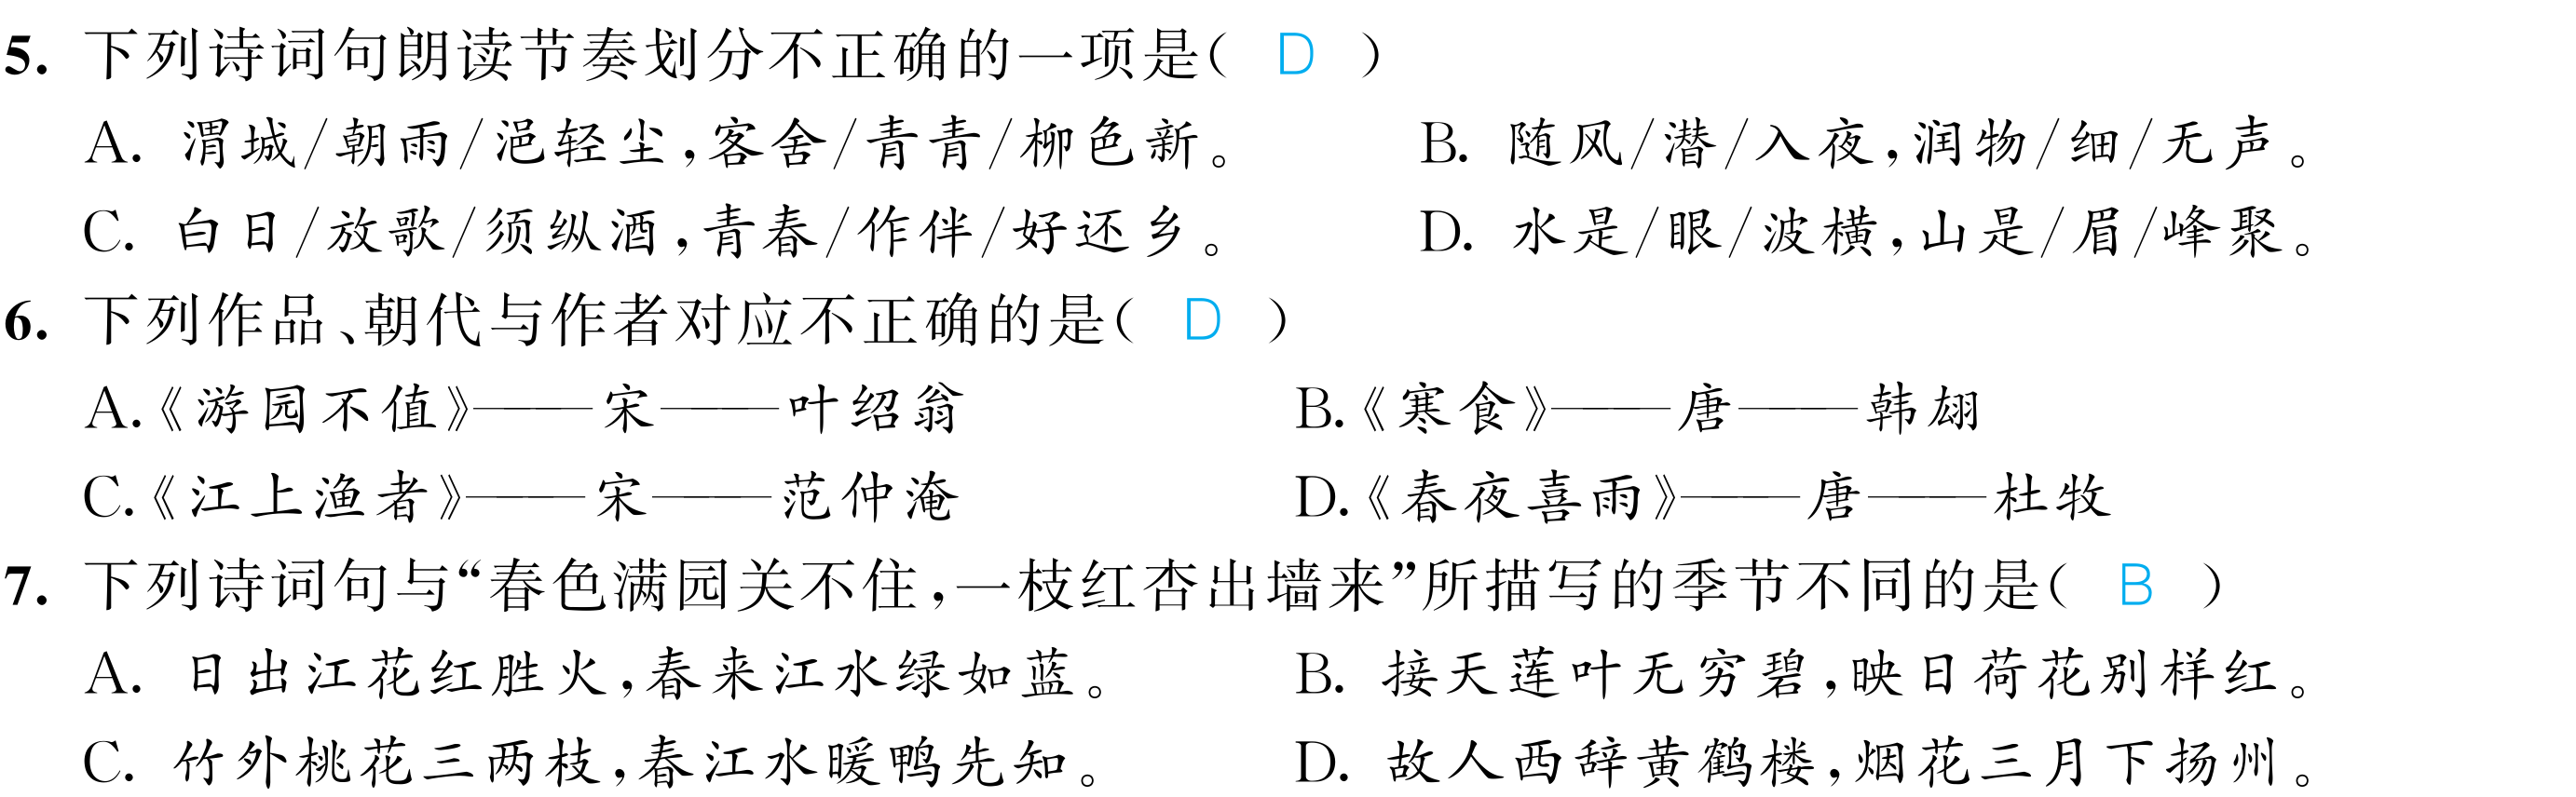 5. 下列诗词句朗读节奏划分不正确的一项是( D )
A. 渭城/朝雨/浥轻尘,客舍/青青/柳色新。 B. 随风/潜/入夜,润物/细/无声。
C. 白日/放歌/须纵酒,青春/作伴/好还乡。 D. 水是/眼/波横,山是/眉/峰聚。
6. 下列作品、朝代与作者对应不正确的是( D )
A.《游园不值》——宋——叶绍翁 B.《寒食》——唐——韩翃
C.《江上渔者》——宋——范仲淹 D.《春夜喜雨》——唐——杜牧
7. 下列诗词句与“春色满园关不住,一枝红杏出墙来”所描写的季节不同的是( B )
A. 日出江花红胜火,春来江水绿如蓝。 B. 接天莲叶无穷碧,映日荷花别样红。
C. 竹外桃花三两枝,春江水暖鸭先知。 D. 故人西辞黄鹤楼,烟花三月下扬州。